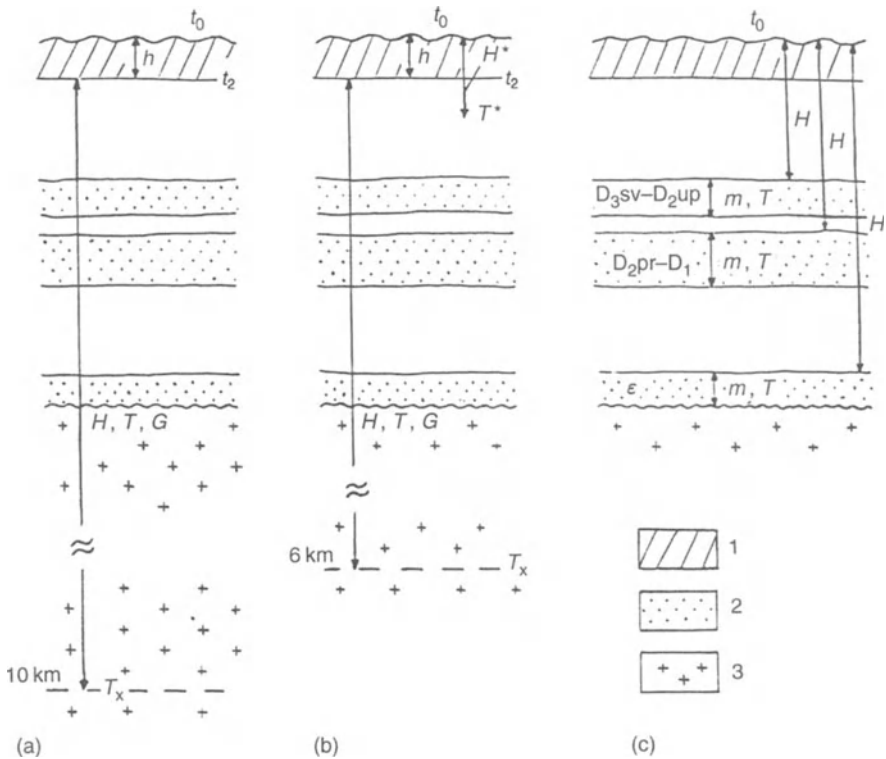 t₀
h
t₂
H, T, G
10 km
Tₓ
(a)
t₀
h
H*
t₂
T*
H, T, G
6 km
Tₓ
(b)
t₀
H
H
H
D₃sv–D₂up
m, T
D₂pr–D₁
m, T
ε
m, T
1
2
3
(c)